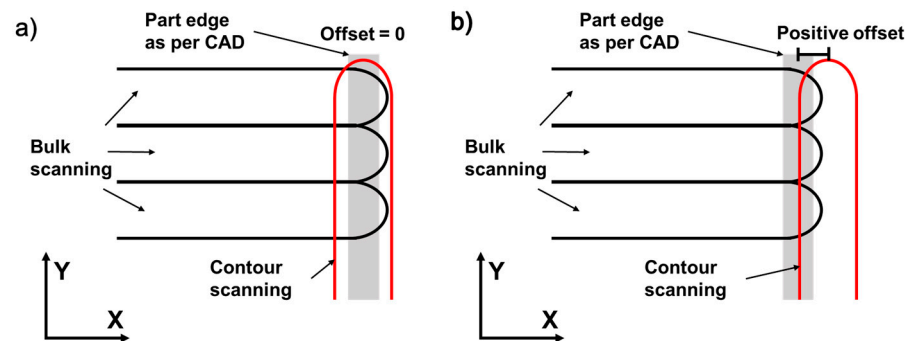 a)
Part edge
as per CAD
Offset = 0
Bulk
scanning
Contour
scanning
Y
X
b)
Part edge
as per CAD
Positive offset
Bulk
scanning
Contour
scanning
Y
X